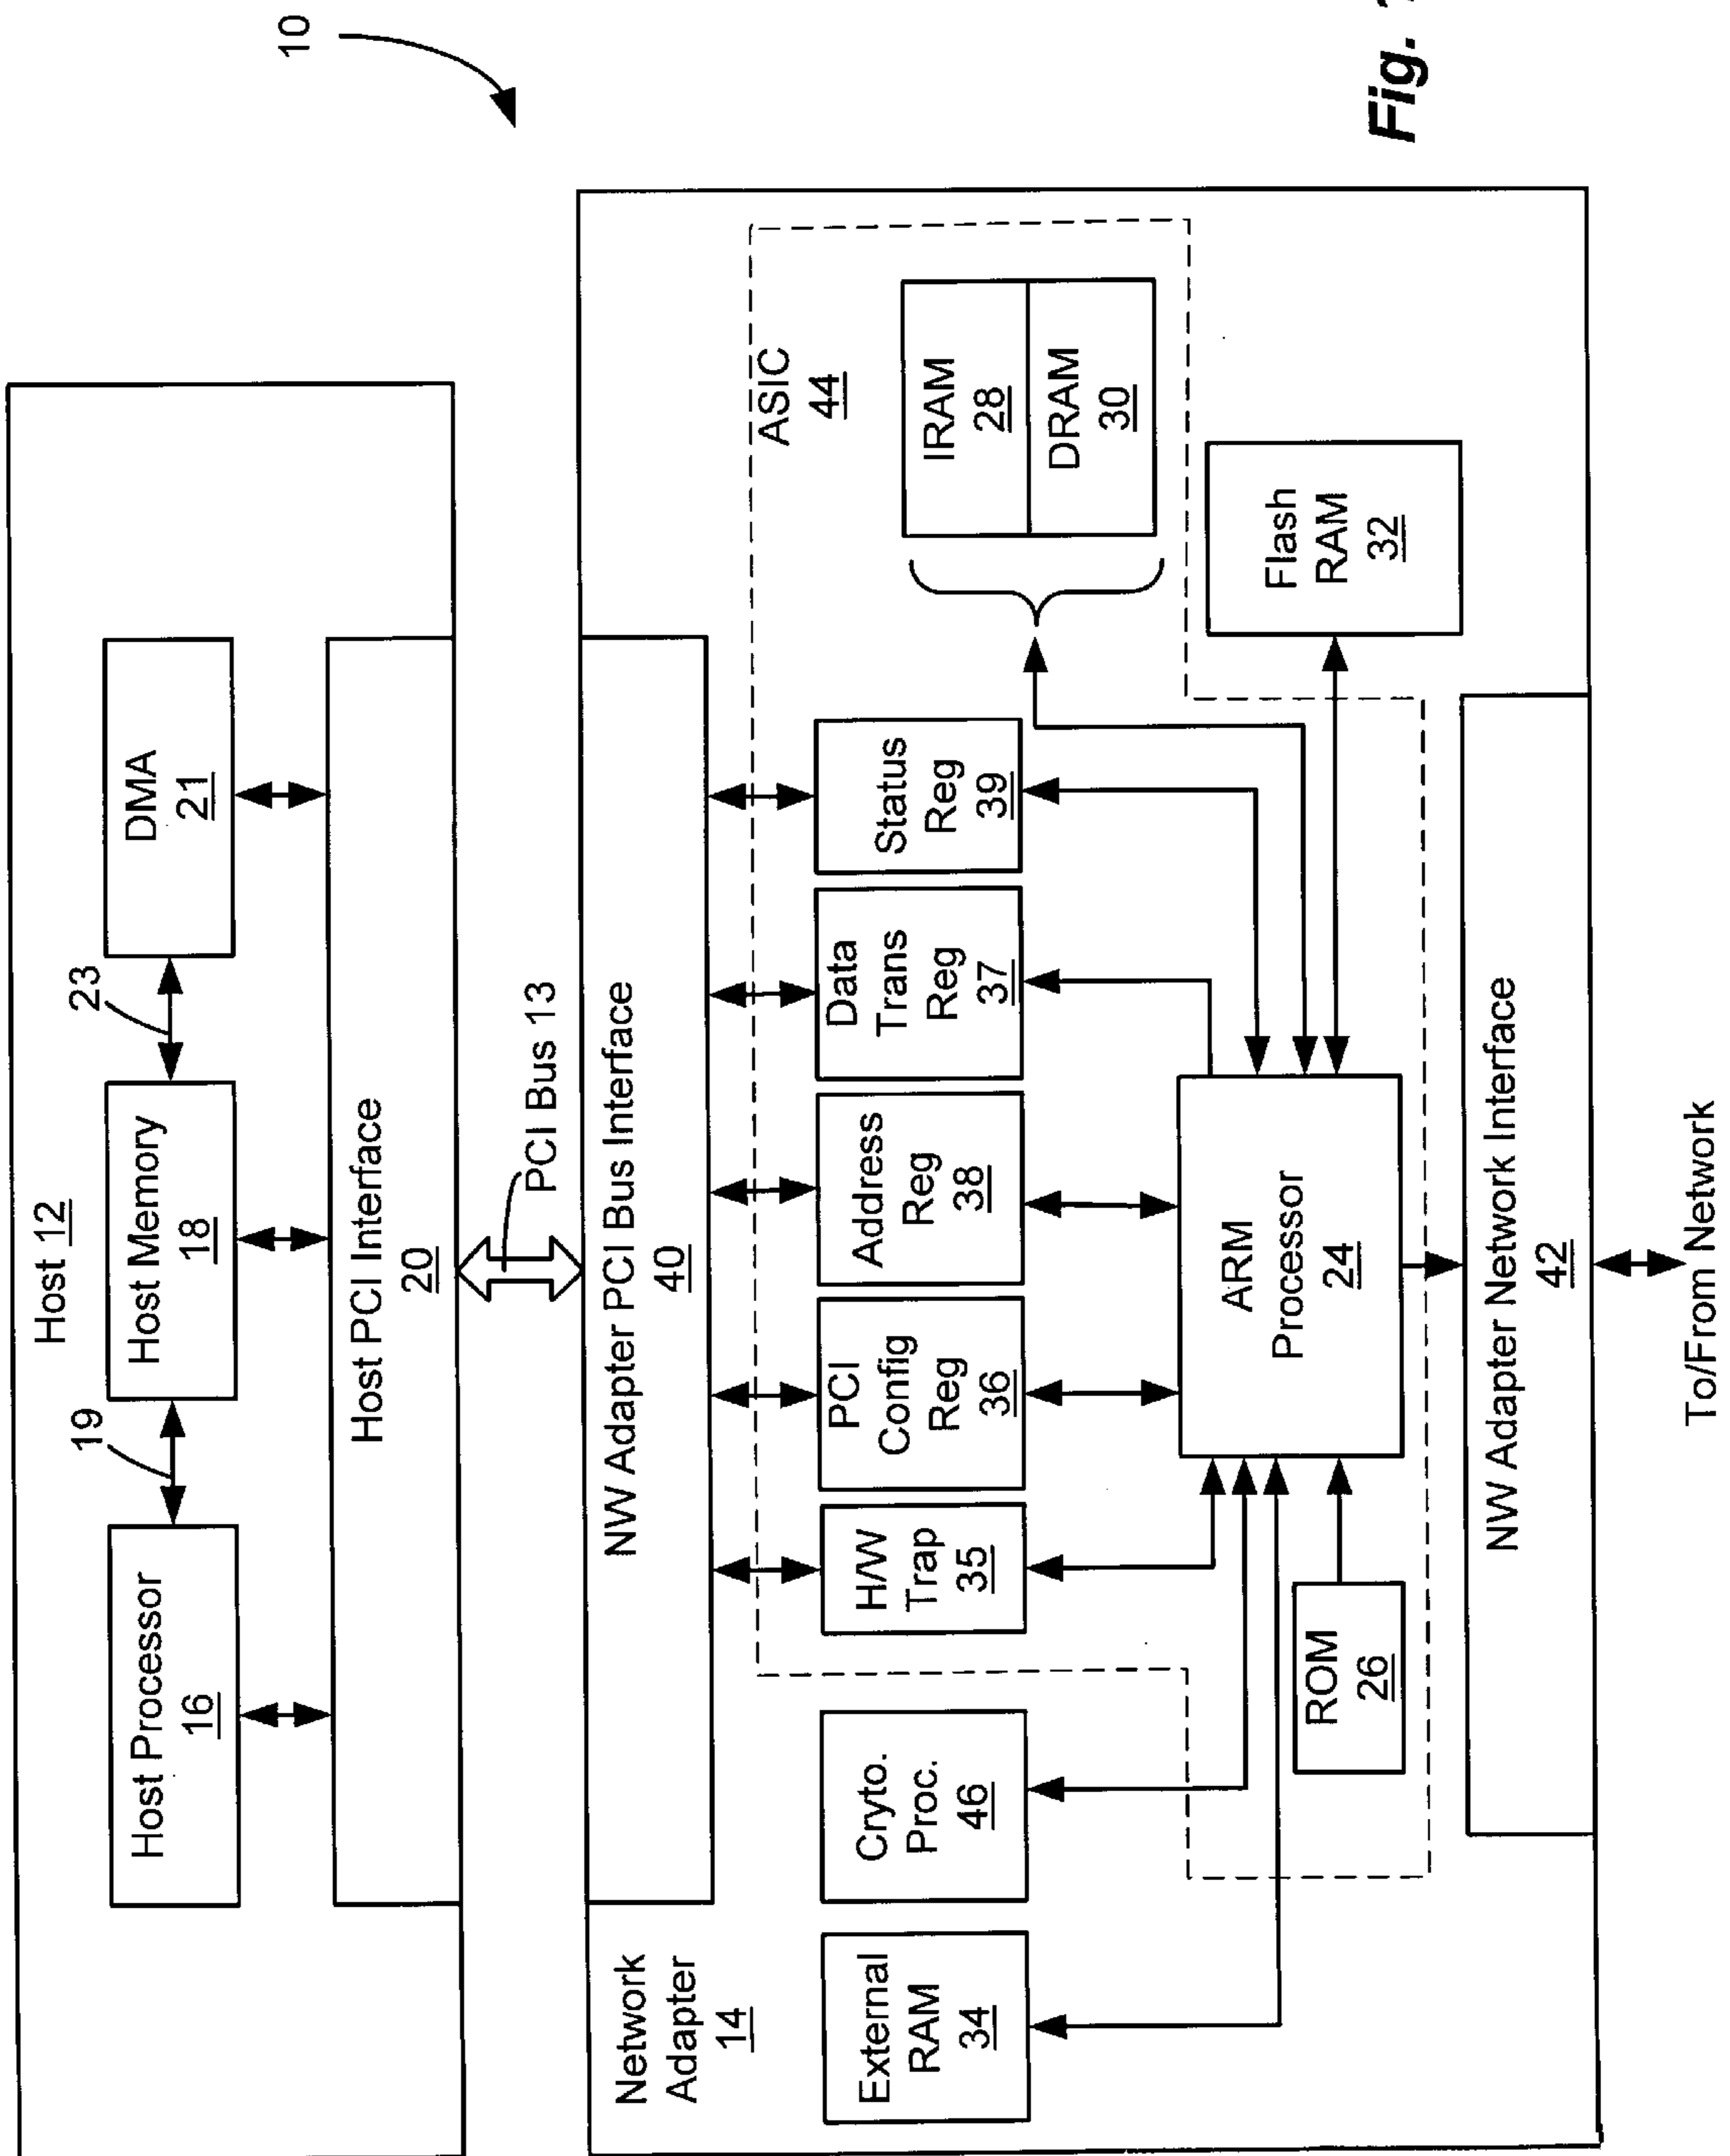 10
Host 12
Host Processor
16
19
Host Memory
18
23
DMA
21
Host PCI Interface
20
PCI Bus 13
NW Adapter PCI Bus Interface
40
Network
Adapter
14
ASIC
44
External
RAM
34
Cryto.
Proc.
46
H/W
Trap
35
PCI
Config
Reg
36
Address
Reg
38
Data
Trans
Reg
37
Status
Reg
39
IRAM
28
DRAM
30
ROM
26
ARM
Processor
24
Flash
RAM
32
NW Adapter Network Interface
42
To/From Network
Fig.